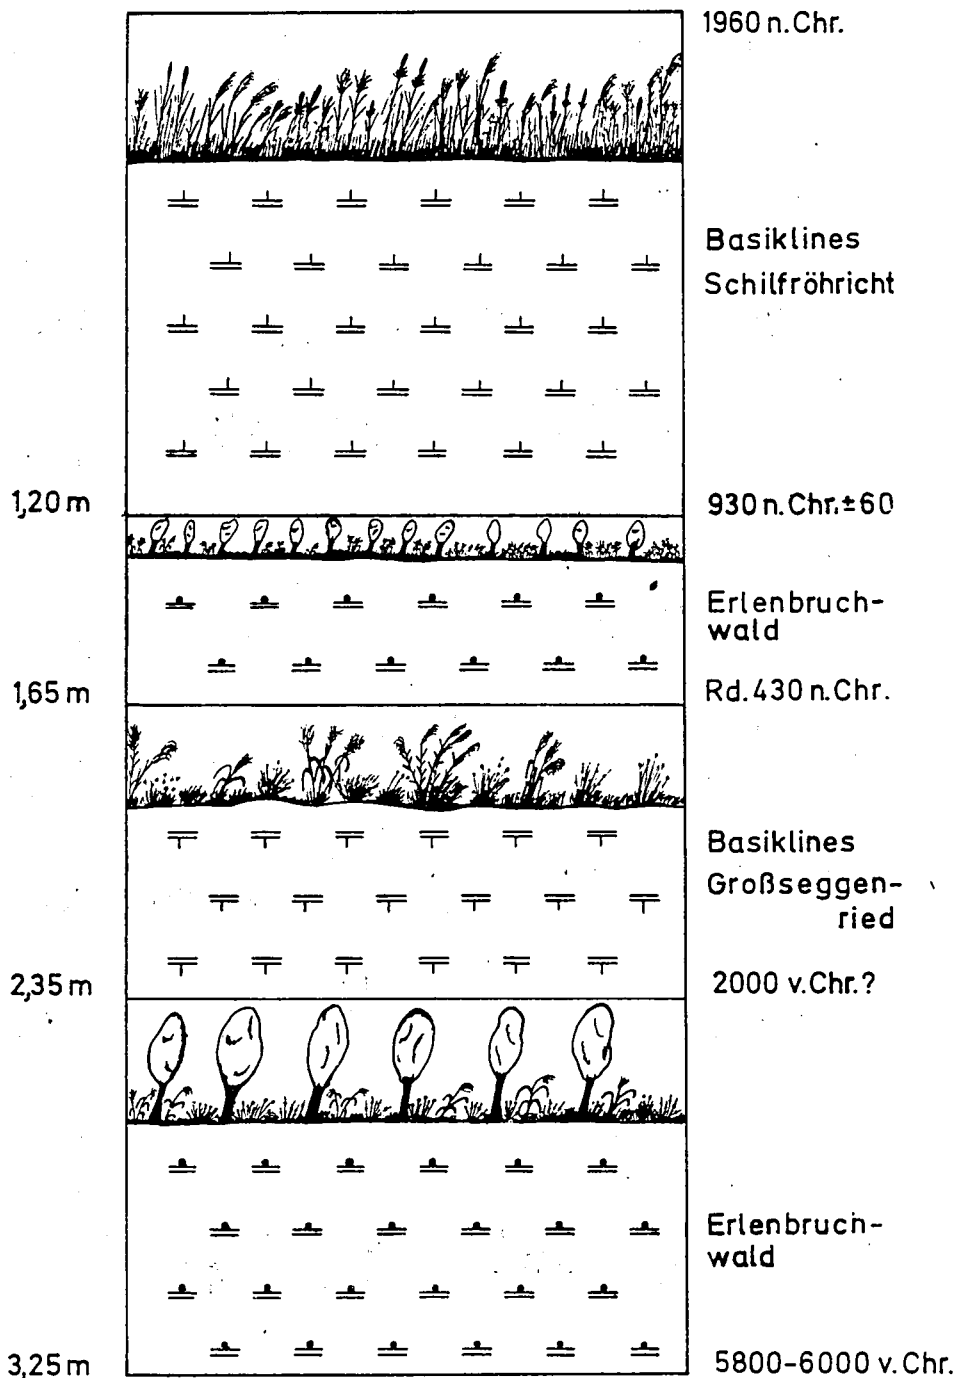 1960 n.Chr.
Basiklines
Schilfröhricht
1,20 m
930 n.Chr.±60
Erlenbruch-
wald
1,65 m
Rd. 430 n.Chr.
Basiklines
Großseggen-
ried
2,35 m
2000 v.Chr.?
Erlenbruch-
wald
3,25 m
5800-6000 v.Chr.